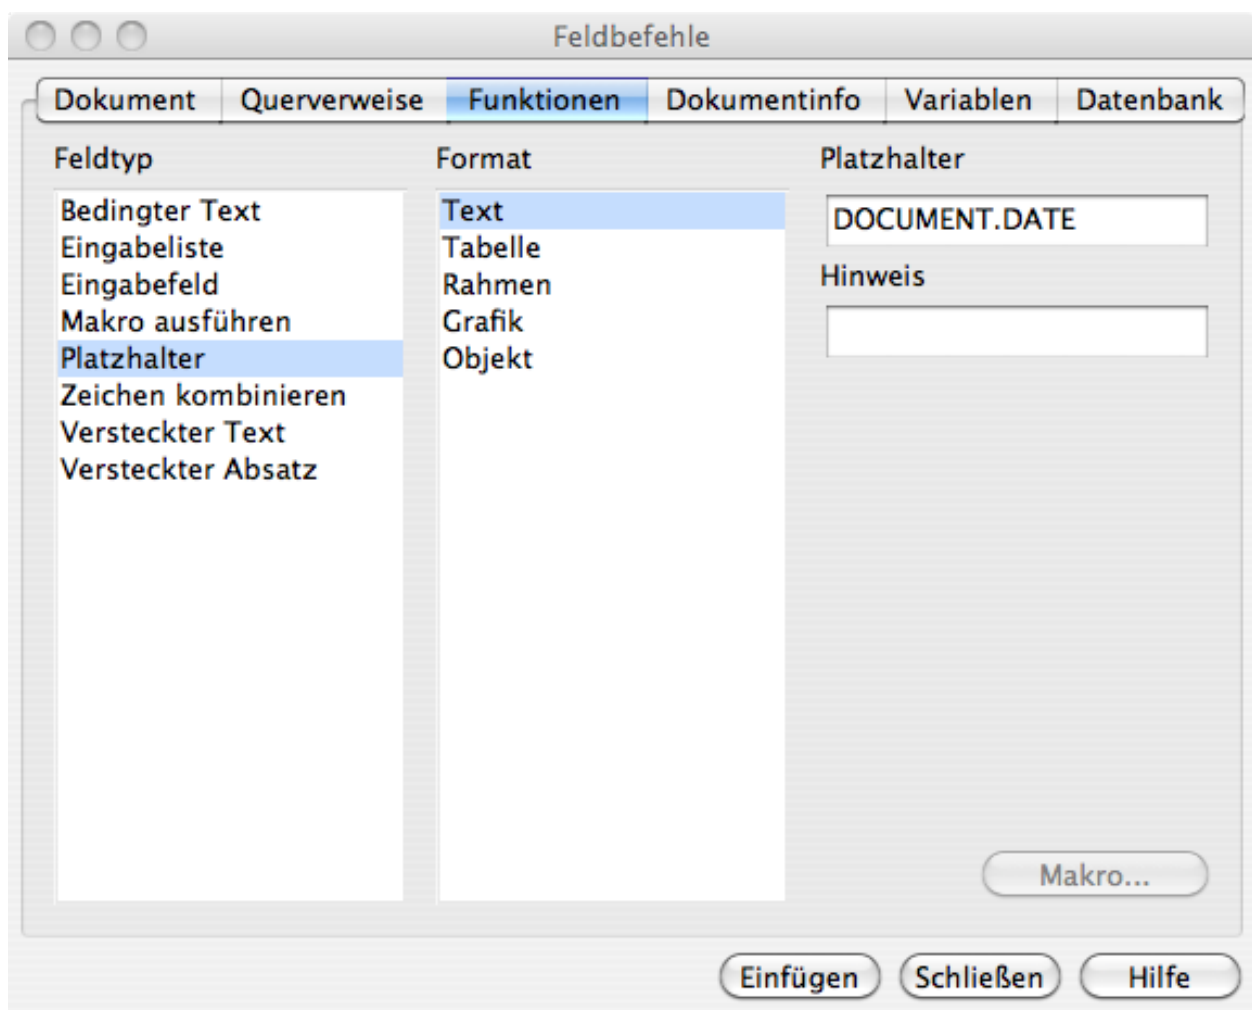 Feldbefehle
Dokument Querverweise Funktionen Dokumentinfo Variablen Datenbank
Feldtyp
Bedingter Text
Eingabeliste
Eingabefeld
Makro ausführen
Platzhalter
Zeichen kombinieren
Versteckter Text
Versteckter Absatz
Format
Text
Tabelle
Rahmen
Grafik
Objekt
Platzhalter
DOCUMENT.DATE
Hinweis
Makro...
Einfügen Schließen Hilfe